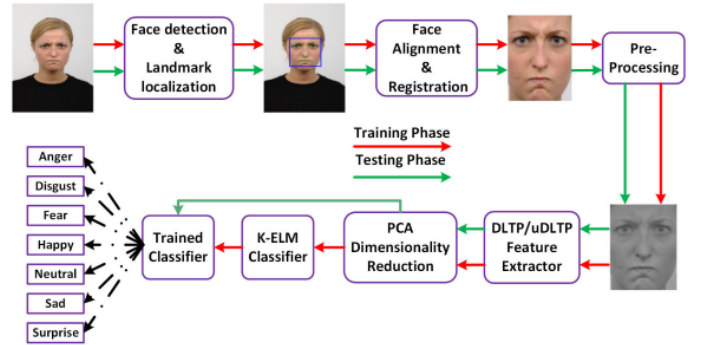 Face detection
&
Landmark
localization
Face
Alignment
&
Registration
Pre-
Processing
Training Phase
Testing Phase
Anger
Disgust
Fear
Happy
Neutral
Sad
Surprise
Trained
Classifier
K-ELM
Classifier
PCA
Dimensionality
Reduction
DLTP/uDLTP
Feature
Extractor